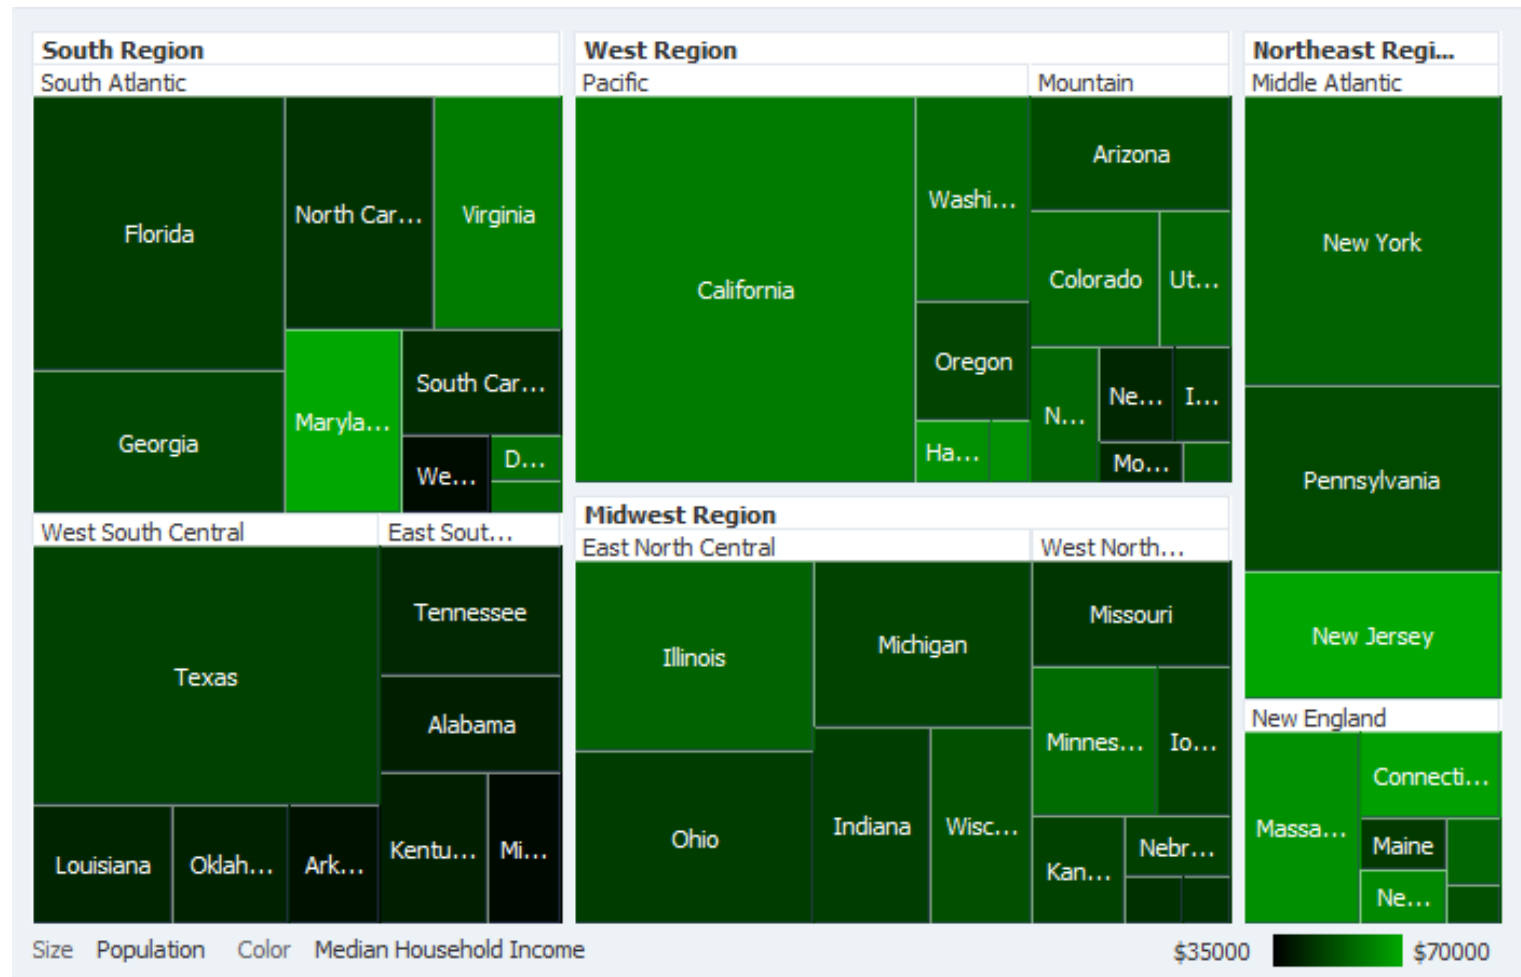 South Region
South Atlantic
Florida
North Car...
Virginia
Georgia
Maryla...
South Car...
We...
D...
West South Central
East Sout...
Texas
Tennessee
Alabama
Louisiana
Oklah...
Ark...
Kentu...
Mi...
West Region
Pacific
Mountain
California
Washi...
Oregon
Ha...
Arizona
Colorado
Ut...
N...
Ne...
I...
Mo...
Midwest Region
East North Central
West North...
Illinois
Michigan
Ohio
Indiana
Wisc...
Missouri
Minnes...
Io...
Kan...
Nebr...
Northeast Regi...
Middle Atlantic
New York
Pennsylvania
New Jersey
New England
Massa...
Connecti...
Maine
Ne...
Size Population Color Median Household Income
$35000 $70000